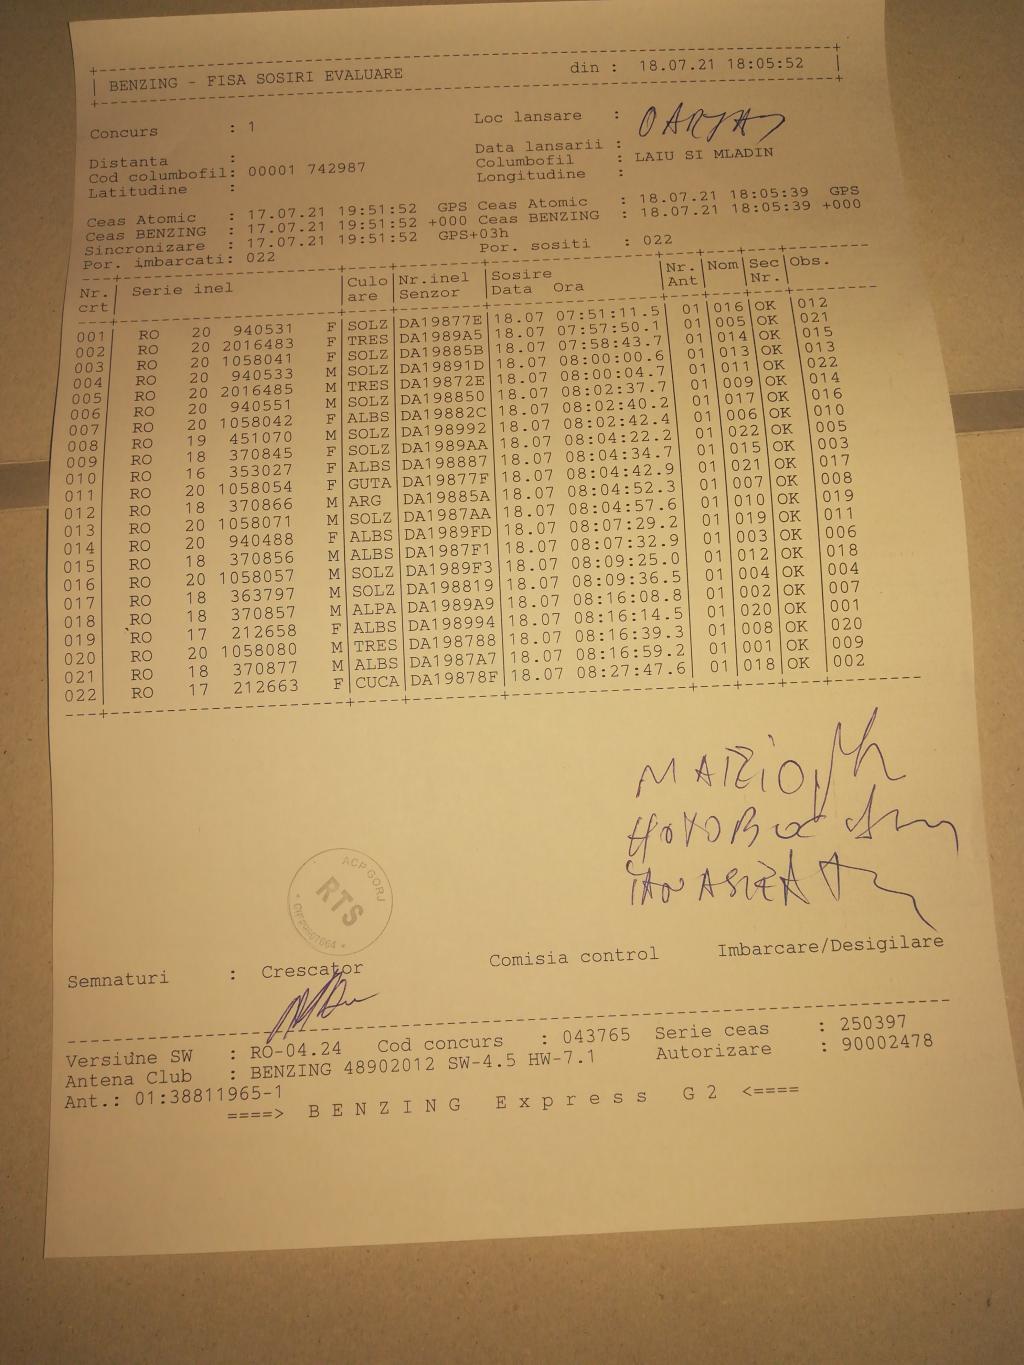 BENZING - FISA SOSIRI EVALUARE din : 18.07.21 18:05:52
Concurs : 1 Loc lansare :
Distanta : Data lansarii :
Cod columbofil: 00001 742987 Columbofil : LAIU SI MLADIN
Latitudine : Longitudine :
Ceas Atomic : 17.07.21 19:51:52 GPS Ceas Atomic : 18.07.21 18:05:39 GPS
Ceas BENZING : 17.07.21 19:51:52 +000 Ceas BENZING : 18.07.21 18:05:39 +000
Sincronizare : 17.07.21 19:51:52 GPS+03h
Por. imbarcati: 022 Por. sositi : 022
Nr. Serie inel Culo Nr.inel Sosire Nr. Nom Sec Obs.
crt are Senzor Data Ora Ant Nr.
001 RO 20 940531 F SOLZ DA19877E 18.07 07:51:11.5 01 016 OK 012
002 RO 20 2016483 F TRES DA1989A5 18.07 07:57:50.1 01 005 OK 021
003 RO 20 1058041 F SOLZ DA19885B 18.07 07:58:43.7 01 014 OK 015
004 RO 20 940533 M SOLZ DA19891D 18.07 08:00:00.6 01 013 OK 013
005 RO 20 2016485 M TRES DA19872E 18.07 08:00:04.7 01 011 OK 022
006 RO 20 940551 M SOLZ DA198850 18.07 08:02:37.7 01 009 OK 014
007 RO 20 1058042 F ALBS DA19882C 18.07 08:02:40.2 01 017 OK 016
008 RO 19 451070 M SOLZ DA198992 18.07 08:02:42.4 01 006 OK 010
009 RO 18 370845 F SOLZ DA1989AA 18.07 08:04:22.2 01 022 OK 005
010 RO 16 353027 F ALBS DA198887 18.07 08:04:34.7 01 015 OK 003
011 RO 20 1058054 F GUTA DA19877F 18.07 08:04:42.9 01 021 OK 017
012 RO 18 370866 M ARG DA19885A 18.07 08:04:52.3 01 007 OK 008
013 RO 20 1058071 M SOLZ DA1987AA 18.07 08:04:57.6 01 010 OK 019
014 RO 20 940488 F ALBS DA1989FD 18.07 08:07:29.2 01 019 OK 011
015 RO 18 370856 M ALBS DA1987F1 18.07 08:07:32.9 01 003 OK 006
016 RO 20 1058057 M SOLZ DA1989F3 18.07 08:09:25.0 01 012 OK 018
017 RO 18 363797 M SOLZ DA198819 18.07 08:09:36.5 01 004 OK 004
018 RO 18 370857 M ALPA DA1989A9 18.07 08:16:08.8 01 002 OK 007
019 RO 17 212658 F ALBS DA198994 18.07 08:16:14.5 01 020 OK 001
020 RO 20 1058080 M TRES DA198788 18.07 08:16:39.3 01 008 OK 020
021 RO 18 370877 M ALBS DA1987A7 18.07 08:16:59.2 01 001 OK 009
022 RO 17 212663 F CUCA DA19878F 18.07 08:27:47.6 01 018 OK 002
ACP GORJ
RTS
Semnaturi : Crescator Comisia control Imbarcare/Desigilare
Versiune SW : RO-04.24 Cod concurs : 043765 Serie ceas : 250397
Antena Club : BENZING 48902012 SW-4.5 HW-7.1 Autorizare : 90002478
Ant.: 01:38811965-1
====> B E N Z I N G E x p r e s s G 2 <====